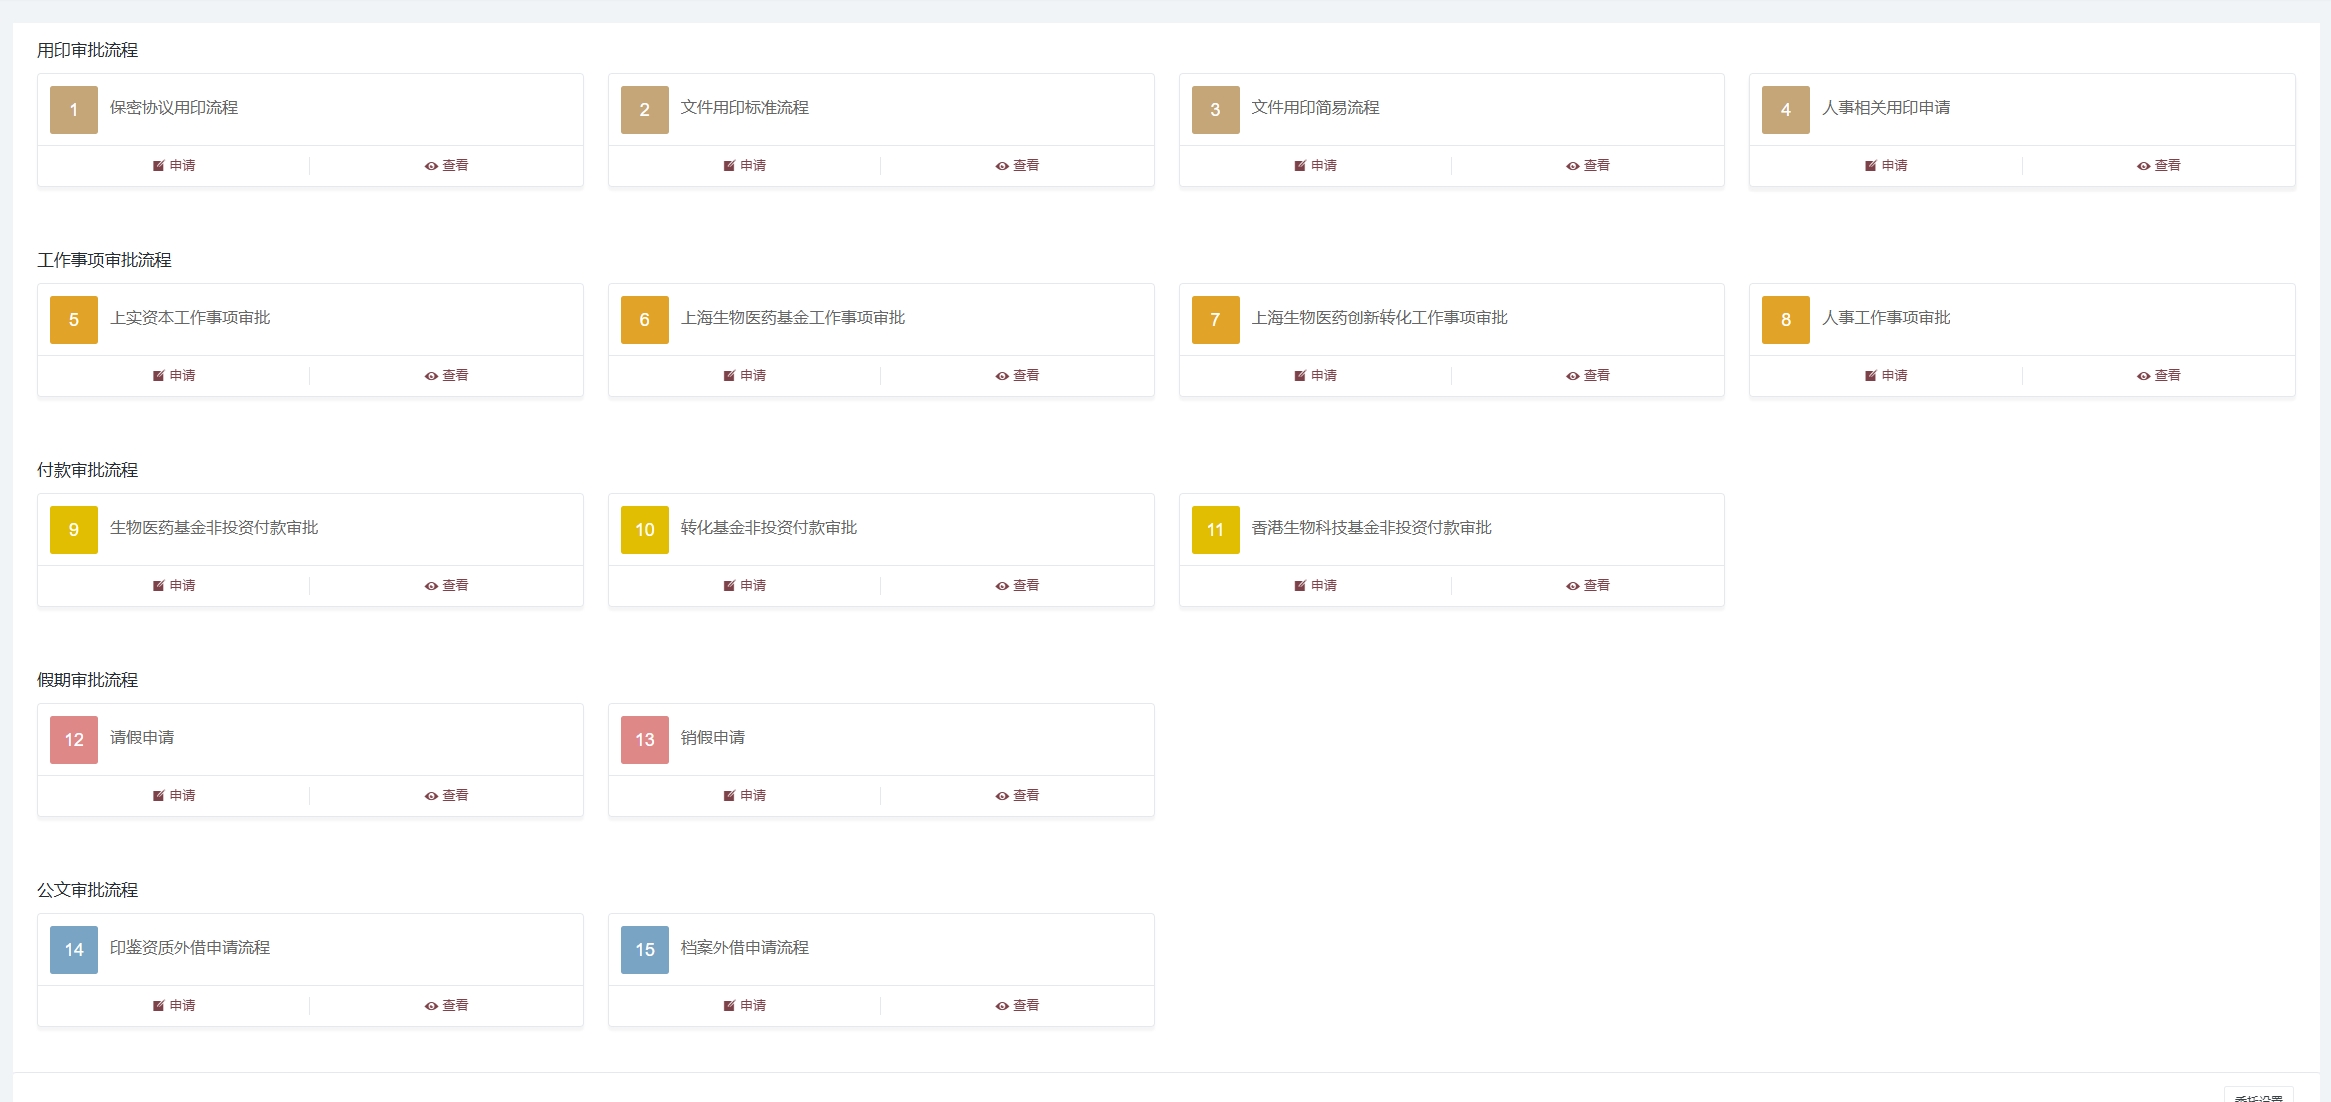 用印审批流程
1 保密协议用印流程
2 文件用印标准流程
3 文件用印简易流程
4 人事相关用印申请
申请 查看
申请 查看
申请 查看
申请 查看
工作事项审批流程
5 上实资本工作事项审批
6 上海生物医药基金工作事项审批
7 上海生物医药创新转化工作事项审批
8 人事工作事项审批
申请 查看
申请 查看
申请 查看
申请 查看
付款审批流程
9 生物医药基金非投资付款审批
10 转化基金非投资付款审批
11 香港生物科技基金非投资付款审批
申请 查看
申请 查看
申请 查看
假期审批流程
12 请假申请
13 销假申请
申请 查看
申请 查看
公文审批流程
14 印鉴资质外借申请流程
15 档案外借申请流程
申请 查看
申请 查看
委托设置